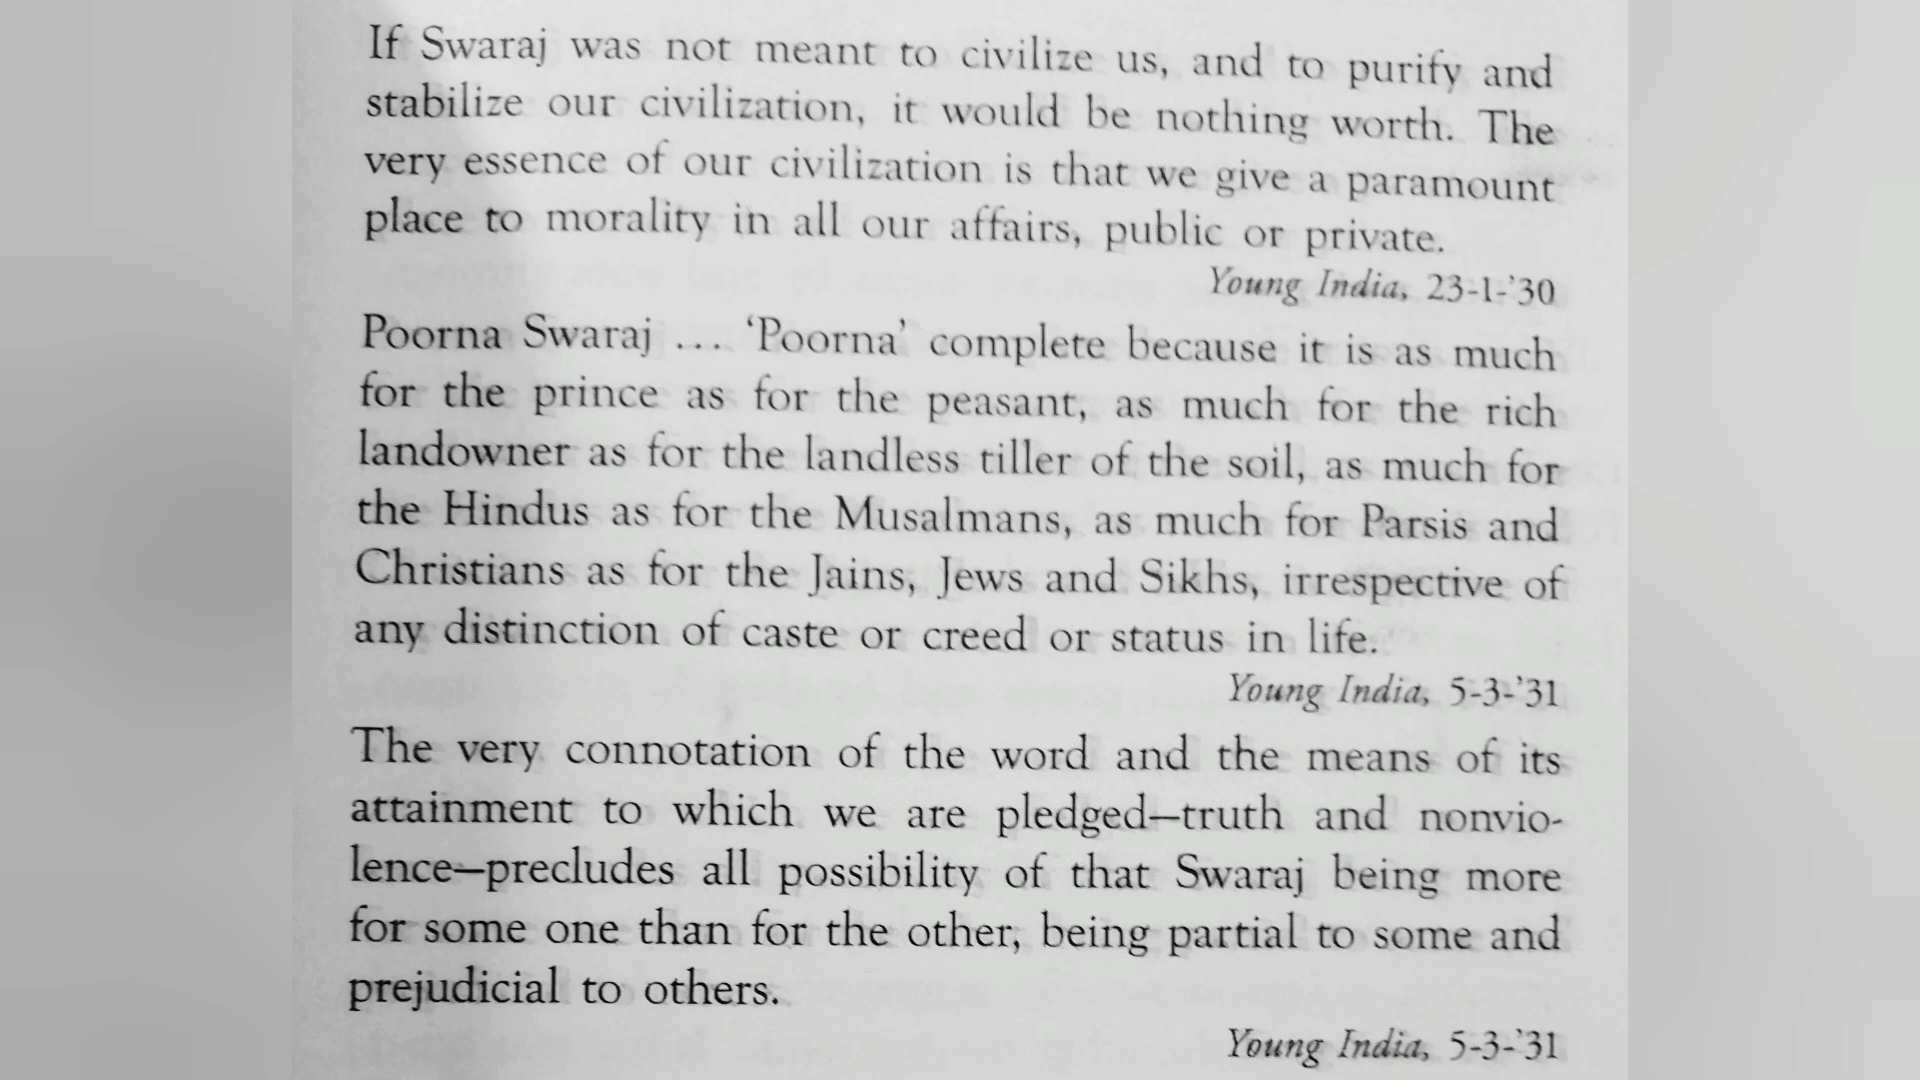 If Swaraj was not meant to civilize us, and to purify and
stabilize our civilization, it would be nothing worth. The
very essence of our civilization is that we give a paramount
place to morality in all our affairs, public or private.
Young India, 23-1-'30
Poorna Swaraj .... ‘Poorna’ complete because it is as much
for the prince as for the peasant, as much for the rich
landowner as for the landless tiller of the soil, as much for
the Hindus as for the Musalmans, as much for Parsis and
Christians as for the Jains, Jews and Sikhs, irrespective of
any distinction of caste or creed or status in life.
Young India, 5-3-'31
The very connotation of the word and the means of its
attainment to which we are pledged—truth and nonvio-
lence—precludes all possibility of that Swaraj being more
for some one than for the other, being partial to some and
prejudicial to others.
Young India, 5-3-'31